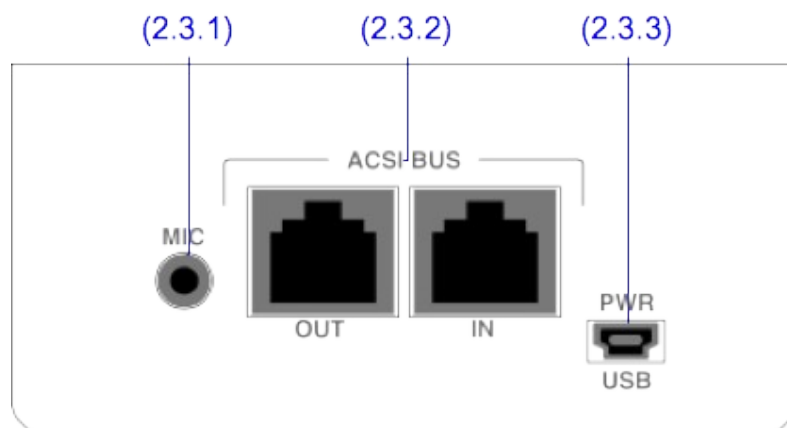 (2.3.1) (2.3.2) (2.3.3)
ACSI-BUS
MIC
OUT IN
PWR
USB